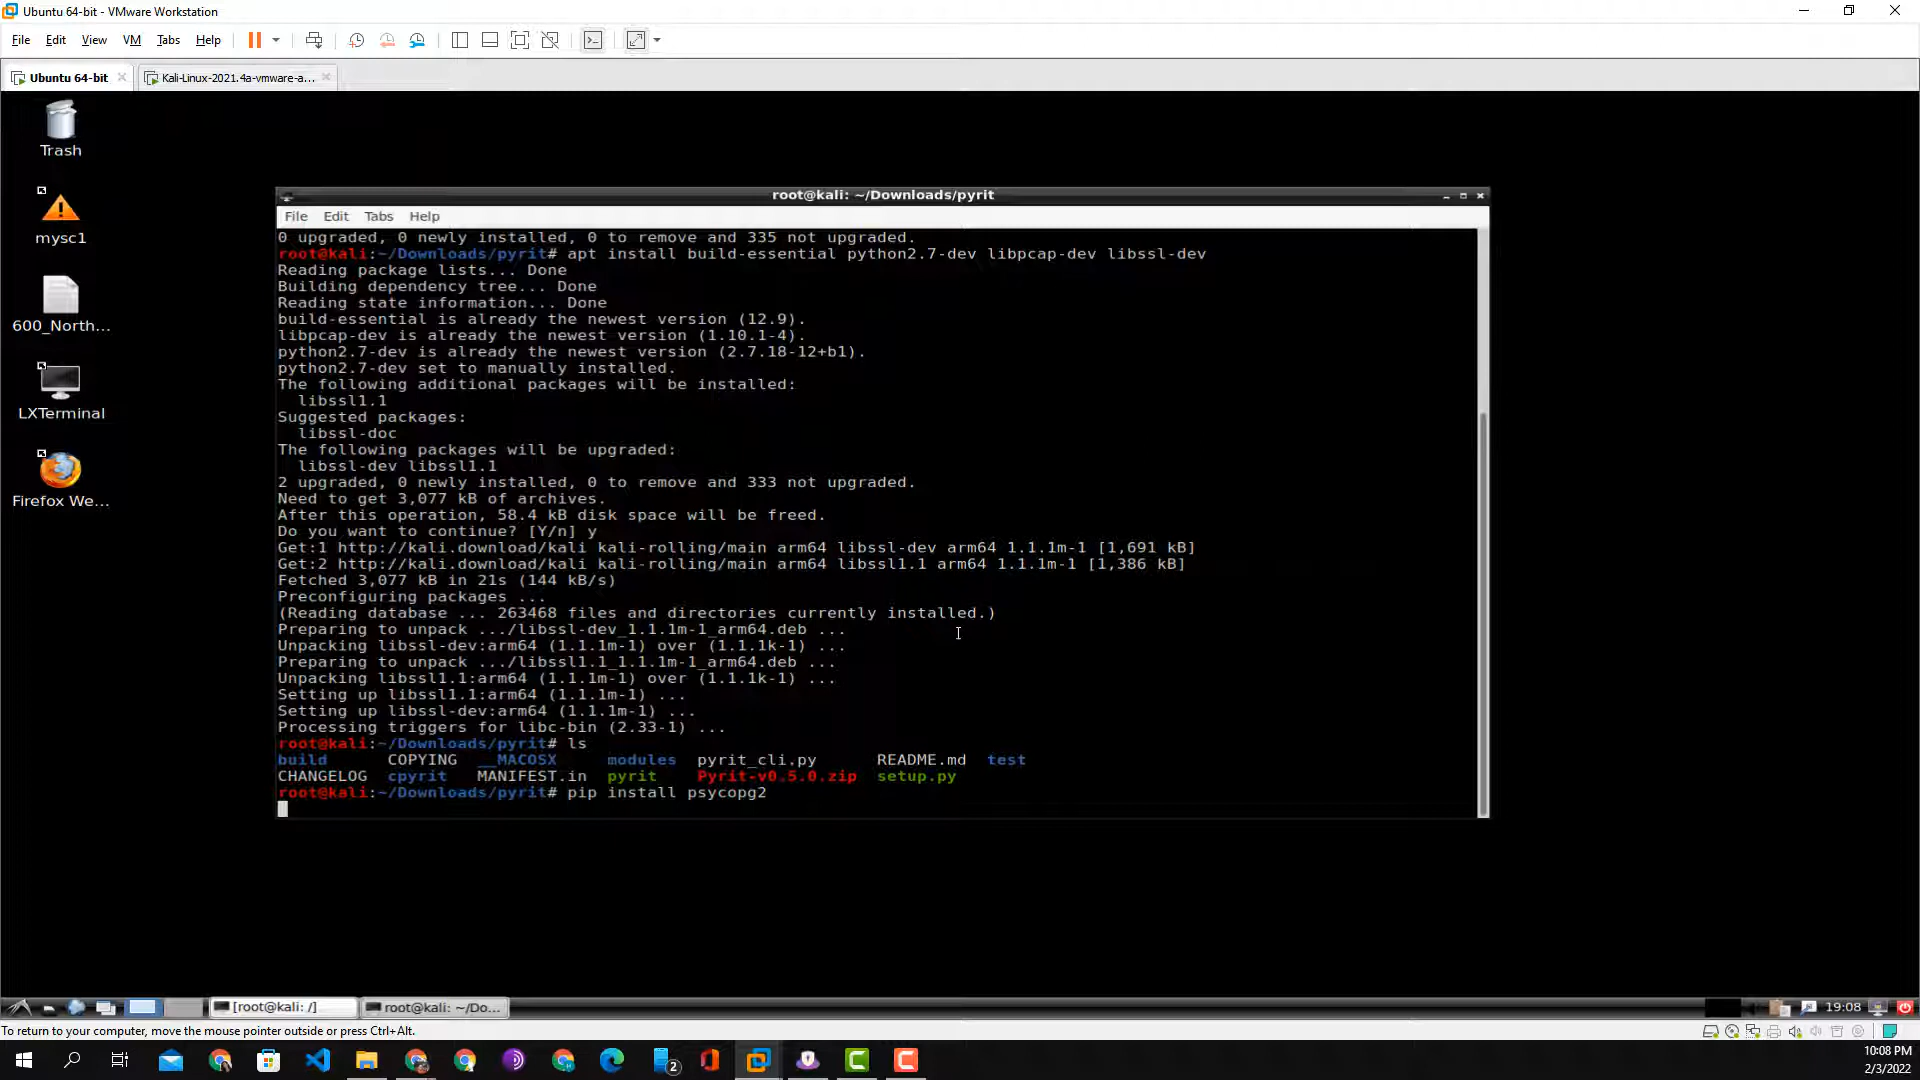 Ubuntu 64-bit - VMware Workstation
File Edit View VM Tabs Help
Ubuntu 64-bit Kali-Linux-2021.4a-vmware-a...
Trash
mysc1
600_North...
LXTerminal
Firefox We...
root@kali: ~/Downloads/pyrit
File Edit Tabs Help
0 upgraded, 0 newly installed, 0 to remove and 335 not upgraded.
root@kali:~/Downloads/pyrit# apt install build-essential python2.7-dev libpcap-dev libssl-dev
Reading package lists... Done
Building dependency tree... Done
Reading state information... Done
build-essential is already the newest version (12.9).
libpcap-dev is already the newest version (1.10.1-4).
python2.7-dev is already the newest version (2.7.18-12+b1).
python2.7-dev set to manually installed.
The following additional packages will be installed:
libssl1.1
Suggested packages:
libssl-doc
The following packages will be upgraded:
libssl-dev libssl1.1
2 upgraded, 0 newly installed, 0 to remove and 333 not upgraded.
Need to get 3,077 kB of archives.
After this operation, 58.4 kB disk space will be freed.
Do you want to continue? [Y/n] y
Get:1 http://kali.download/kali kali-rolling/main arm64 libssl-dev arm64 1.1.1m-1 [1,691 kB]
Get:2 http://kali.download/kali kali-rolling/main arm64 libssl1.1 arm64 1.1.1m-1 [1,386 kB]
Fetched 3,077 kB in 21s (144 kB/s)
Preconfiguring packages ...
(Reading database ... 263468 files and directories currently installed.)
Preparing to unpack .../libssl-dev_1.1.1m-1_arm64.deb ...
Unpacking libssl-dev:arm64 (1.1.1m-1) over (1.1.1k-1) ...
Preparing to unpack .../libssl1.1_1.1.1m-1_arm64.deb ...
Unpacking libssl1.1:arm64 (1.1.1m-1) over (1.1.1k-1) ...
Setting up libssl1.1:arm64 (1.1.1m-1) ...
Setting up libssl-dev:arm64 (1.1.1m-1) ...
Processing triggers for libc-bin (2.33-1) ...
root@kali:~/Downloads/pyrit# ls
build COPYING __MACOSX modules pyrit_cli.py README.md test
CHANGELOG cpyrit MANIFEST.in pyrit Pyrit-v0.5.0.zip setup.py
root@kali:~/Downloads/pyrit# pip install psycopg2
[root@kali: /] root@kali: ~/Do... 19:08
To return to your computer, move the mouse pointer outside or press Ctrl+Alt.
2
10:08 PM
2/3/2022